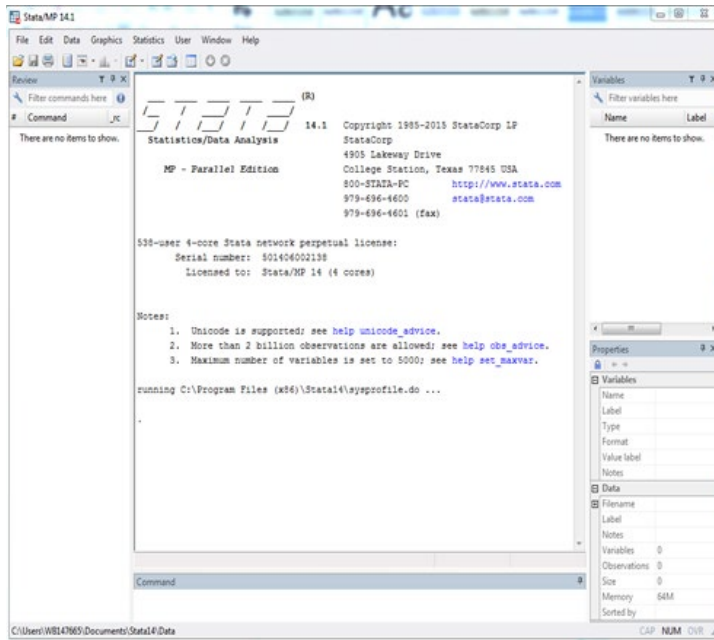 Stata/MP 14.1
File Edit Data Graphics Statistics User Window Help
Review
Filter commands here
# Command _rc
There are no items to show.
(R)
STATA 14.1 Copyright 1985-2015 StataCorp LP
Statistics/Data Analysis StataCorp
4905 Lakeway Drive
MP - Parallel Edition College Station, Texas 77845 USA
800-STATA-PC http://www.stata.com
979-696-4600 stata@stata.com
979-696-4601 (fax)
538-user 4-core Stata network perpetual license:
Serial number: 501406002138
Licensed to: Stata/MP 14 (4 cores)
Notes:
1. Unicode is supported; see help unicode_advice.
2. More than 2 billion observations are allowed; see help obs_advice.
3. Maximum number of variables is set to 5000; see help set_maxvar.
running C:\Program Files (x86)\Stata14\sysprofile.do ...
.
Command
Variables
Filter variables here
Name Label
There are no items to show.
Properties
Variables
Name
Label
Type
Format
Value label
Notes
Data
Filename
Label
Notes
Variables 0
Observations 0
Size 0
Memory 64M
Sorted by
C:\Users\WB147665\Documents\Stata14\Data CAP NUM OVR